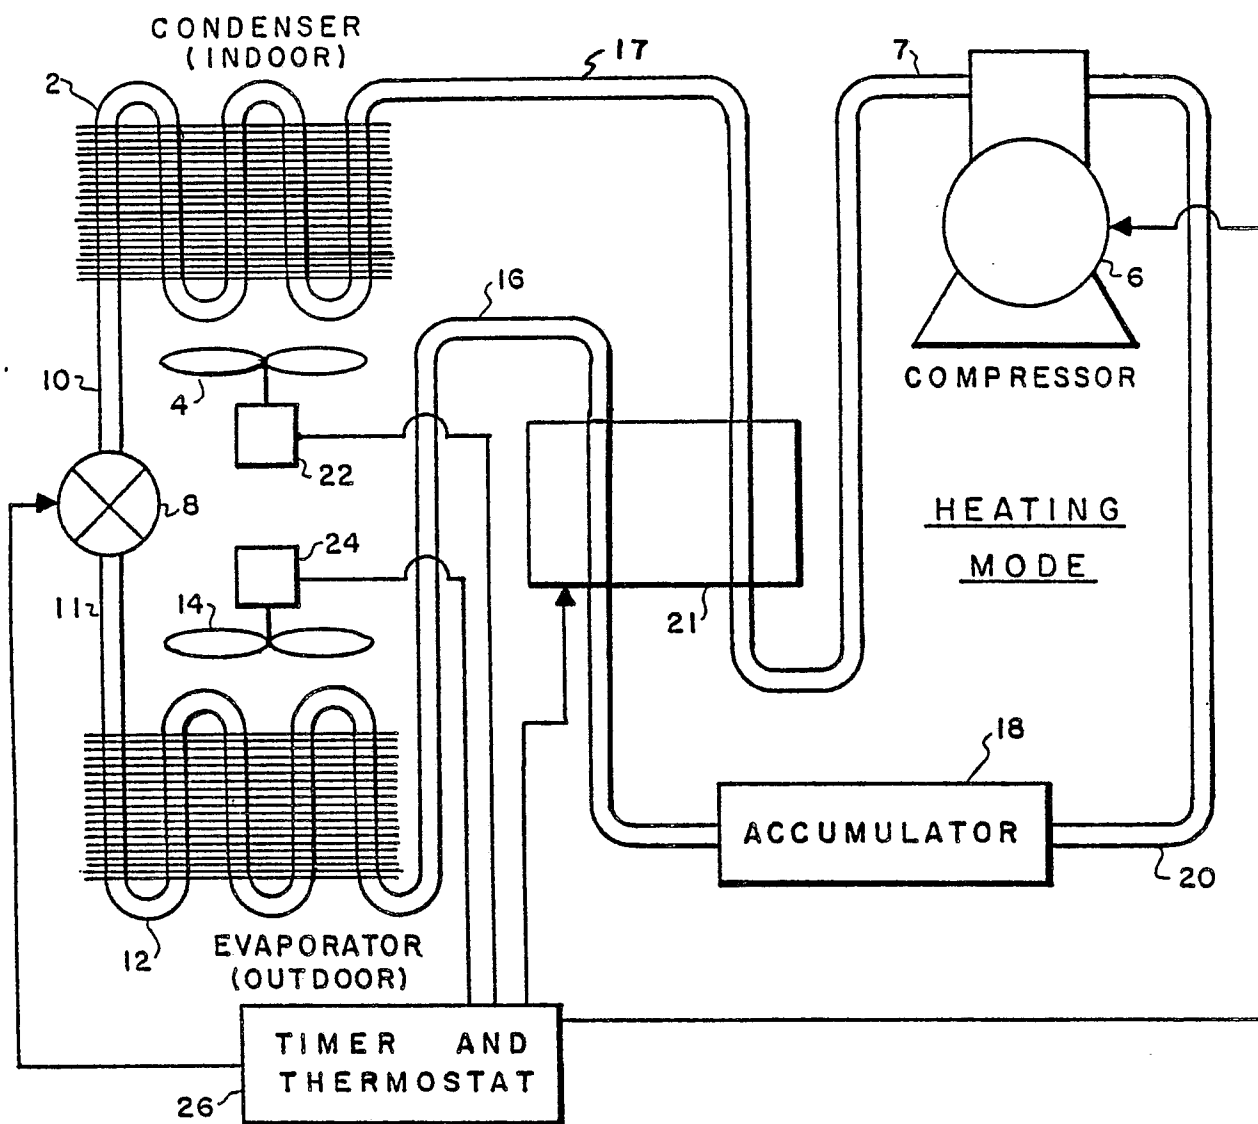 CONDENSER
(INDOOR)
2
17
7
6
COMPRESSOR
16
10
4
22
8
HEATING
MODE
24
11
14
21
18
ACCUMULATOR
20
12
EVAPORATOR
(OUTDOOR)
TIMER AND
THERMOSTAT
26